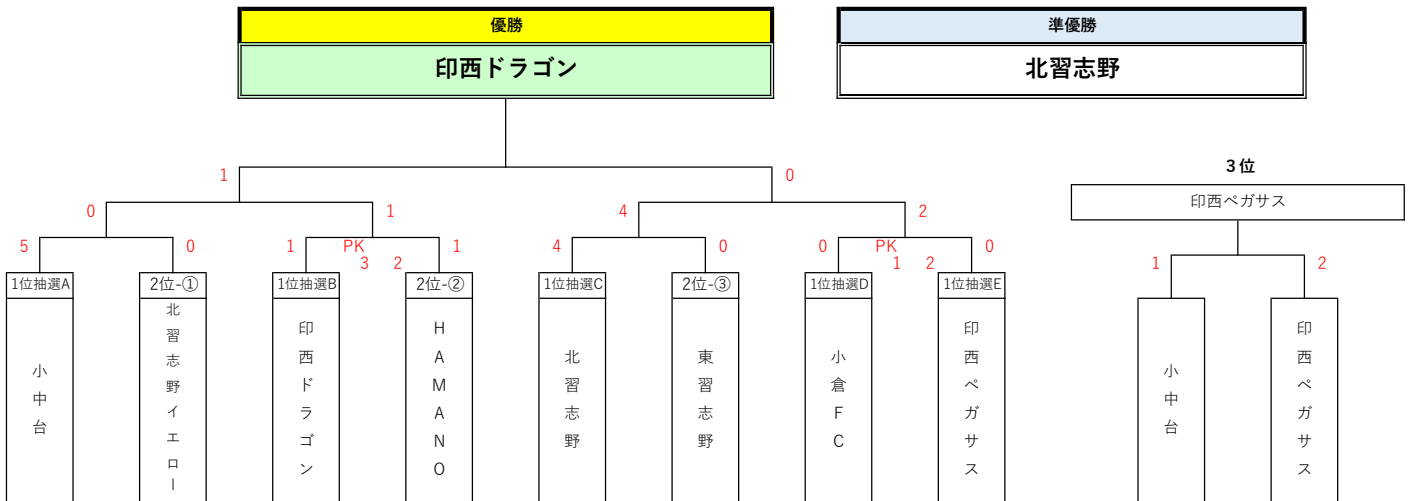 優勝
準優勝
印西ドラゴン
北習志野
1
0
3位
印西ペガサス
0
1
4
2
5
0
1
PK
1
4
0
0
PK
0
3 2
1 2
1
2
1位抽選A
2位-①
1位抽選B
2位-②
1位抽選C
2位-③
1位抽選D
1位抽選E
小中台
北習志野イエロー
印西ドラゴン
HAMANO
北習志野
東習志野
小倉FC
印西ペガサス
小中台
印西ペガサス